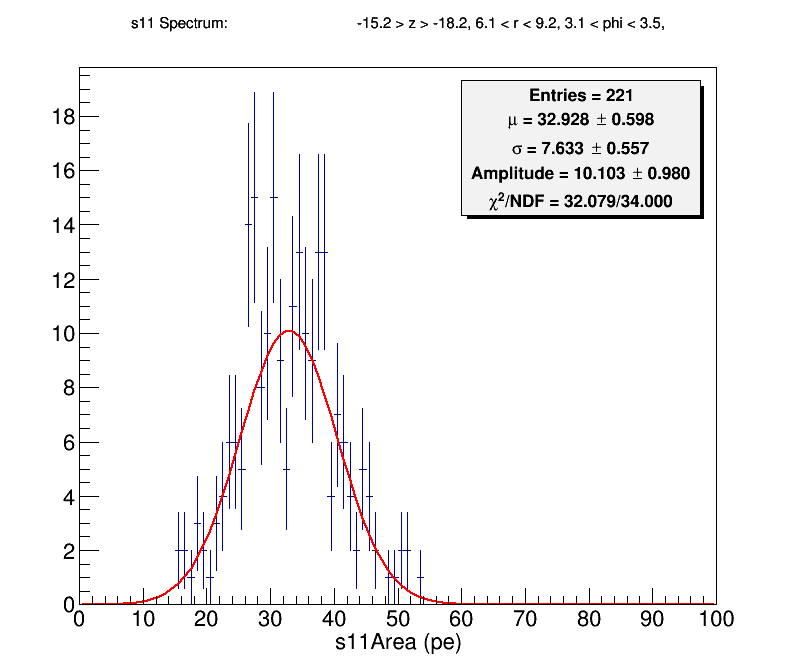 s11 Spectrum: -15.2 > z > -18.2, 6.1 < r < 9.2, 3.1 < phi < 3.5,
Entries = 221
μ = 32.928 ± 0.598
σ = 7.633 ± 0.557
Amplitude = 10.103 ± 0.980
χ²/NDF = 32.079/34.000
18
16
14
12
10
8
6
4
2
0
0 10 20 30 40 50 60 70 80 90 100
s11Area (pe)